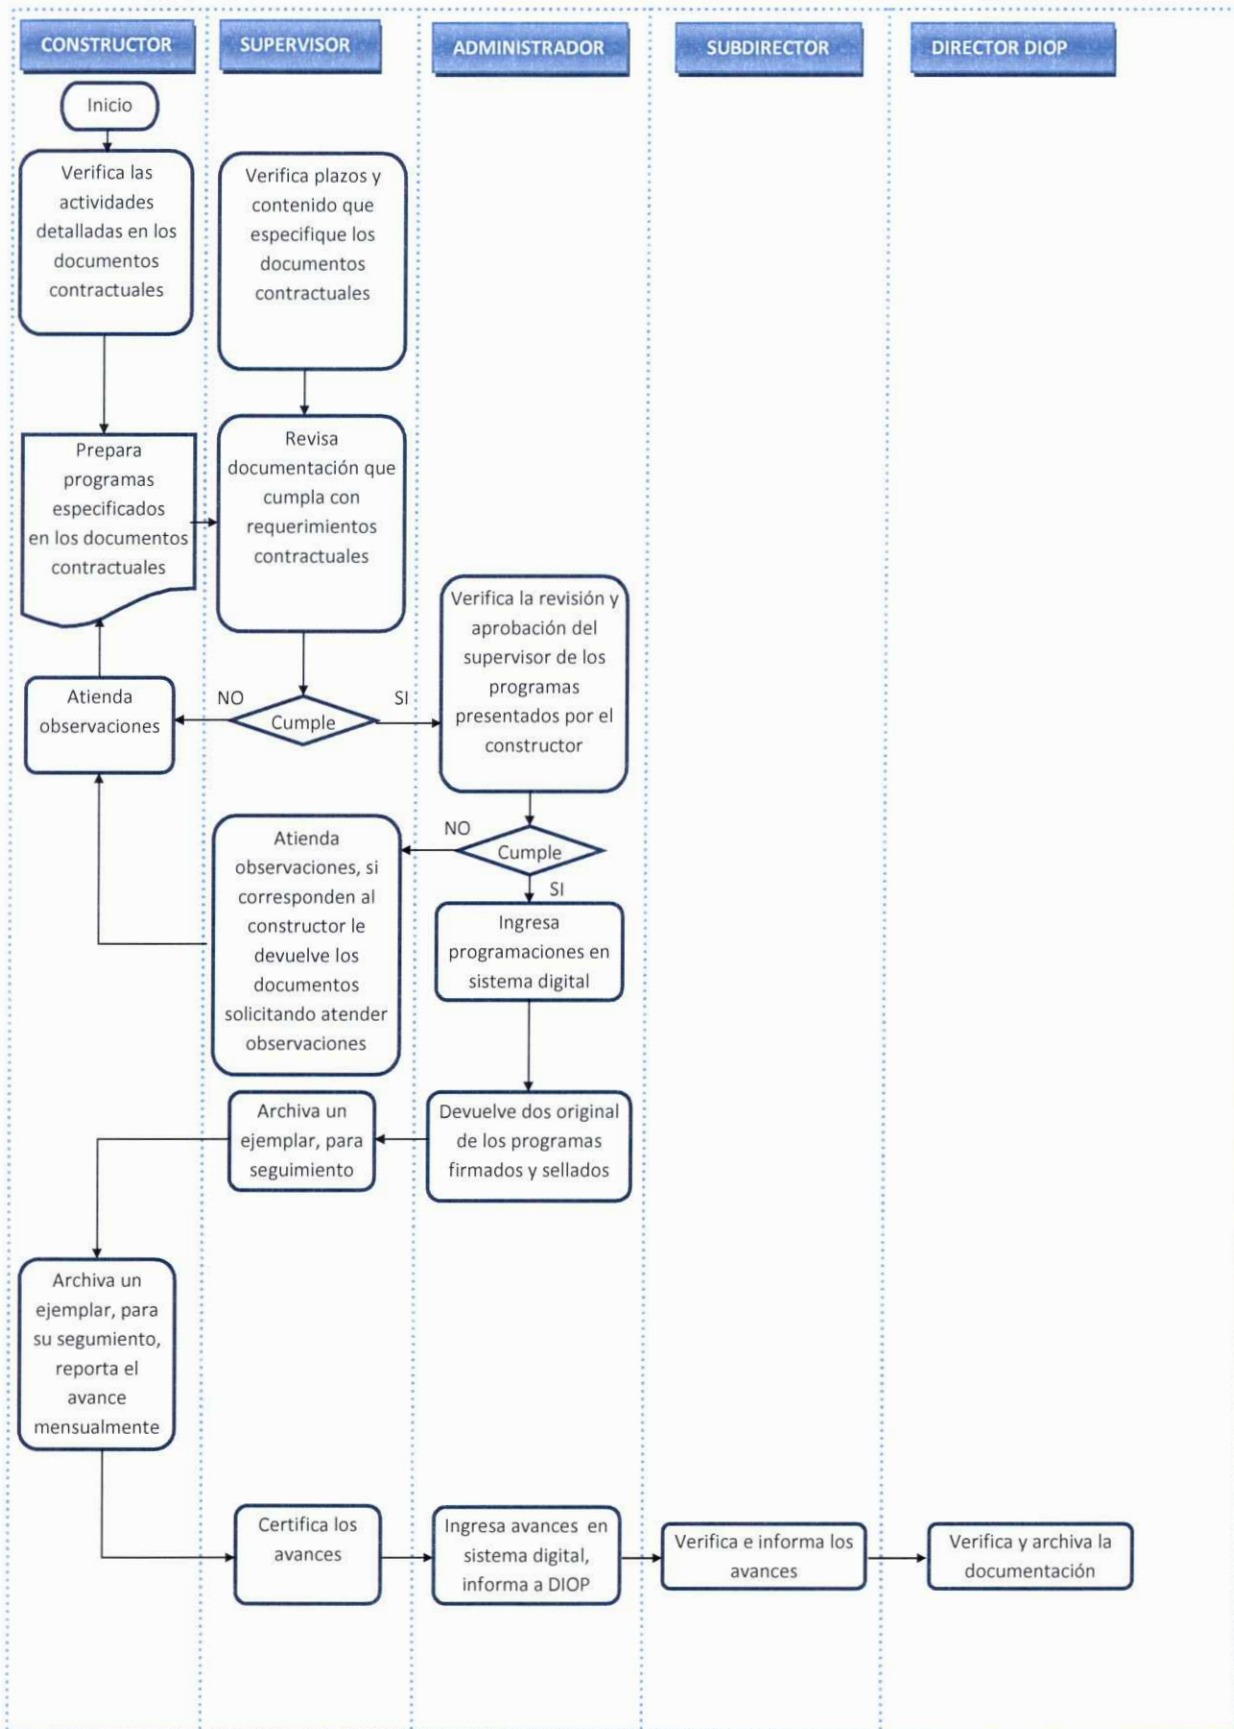 CONSTRUCTOR
SUPERVISOR
ADMINISTRADOR
SUBDIRECTOR
DIRECTOR DIOP
Inicio
Verifica las
actividades
detalladas en los
documentos
contractuales
Verifica plazos y
contenido que
especifique los
documentos
contractuales
Prepara
programas
especificados
en los documentos
contractuales
Revisa
documentación que
cumpla con
requerimientos
contractuales
Verifica la revisión y
aprobación del
supervisor de los
programas
presentados por el
constructor
Atienda
observaciones
NO
Cumple
SI
Atienda
observaciones, si
corresponden al
constructor le
devuelve los
documentos
solicitando atender
observaciones
NO
Cumple
SI
Ingresa
programaciones en
sistema digital
Archiva un
ejemplar, para
seguimiento
Devuelve dos original
de los programas
firmados y sellados
Archiva un
ejemplar, para
su segumiento,
reporta el
avance
mensualmente
Certifica los
avances
Ingresa avances en
sistema digital,
informa a DIOP
Verifica e informa los
avances
Verifica y archiva la
documentación